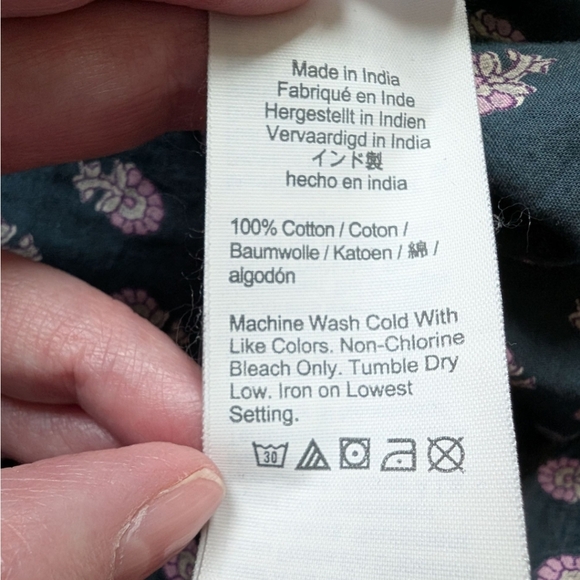 Made in India
Fabriqué en Inde
Hergestellt in Indien
Vervaardigd in India
インド製
hecho en india
100% Cotton / Coton /
Baumwolle / Katoen / 綿 /
algodón
Machine Wash Cold With
Like Colors. Non-Chlorine
Bleach Only. Tumble Dry
Low. Iron on Lowest
Setting.
30